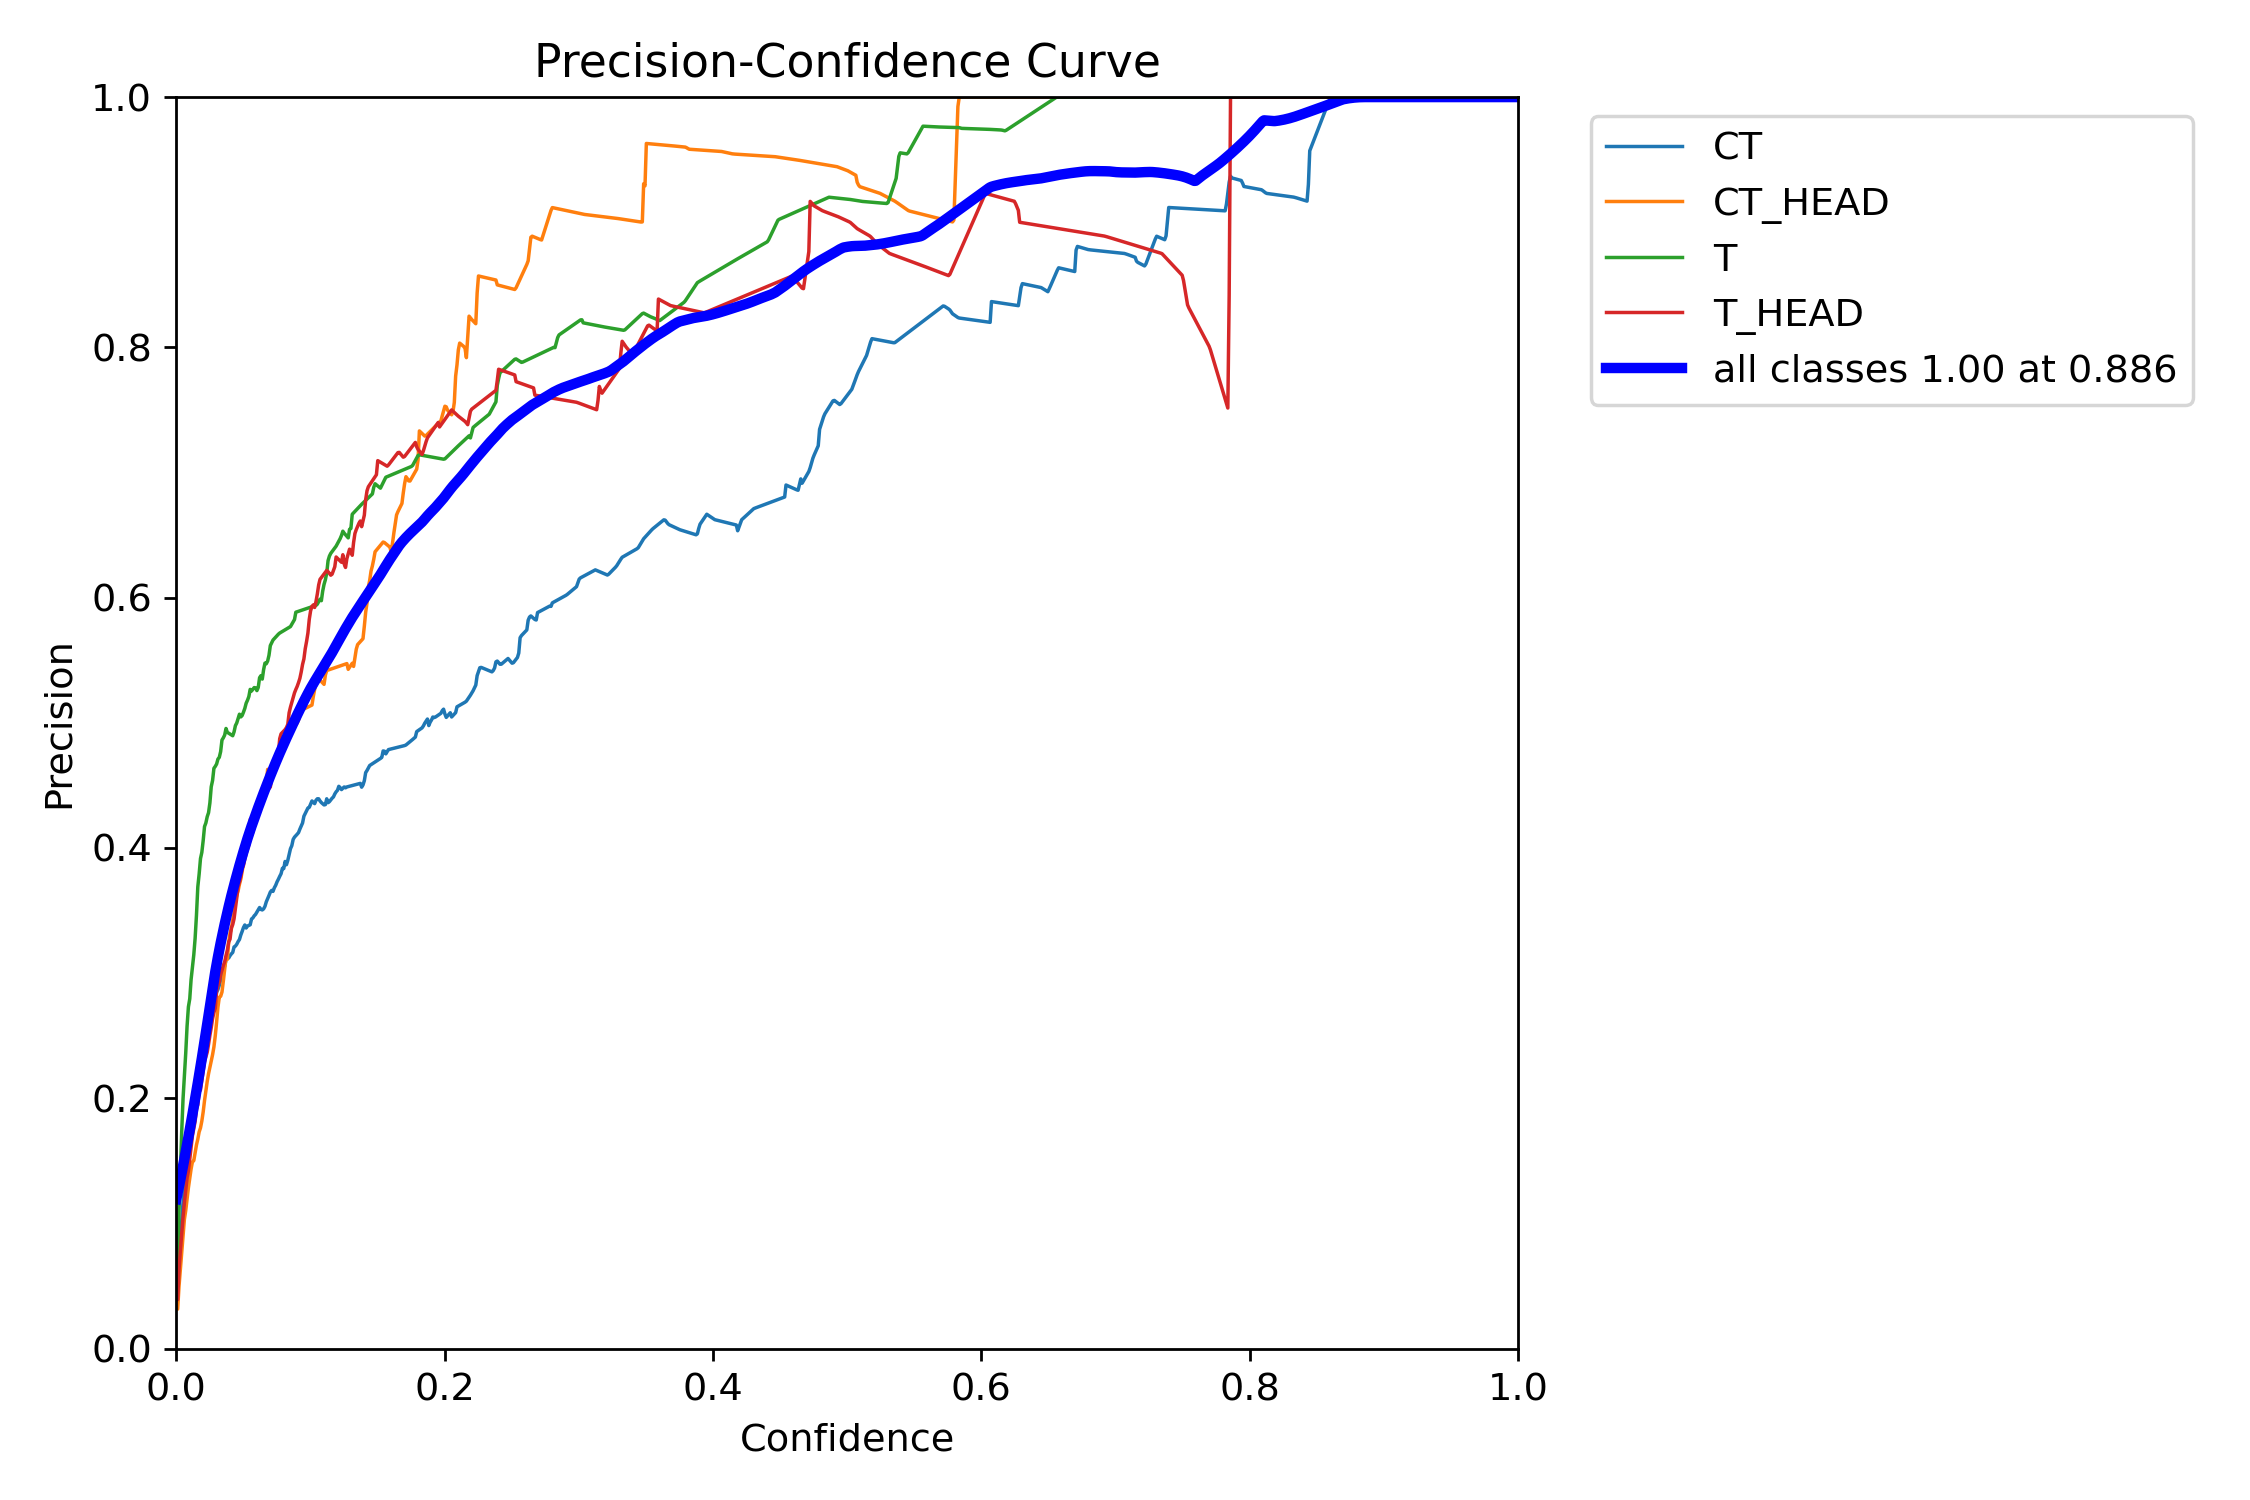 Precision-Confidence Curve
1.0
0.8
0.6
0.4
0.2
0.0
Precision
0.0 0.2 0.4 0.6 0.8 1.0
Confidence
CT
CT_HEAD
T
T_HEAD
all classes 1.00 at 0.886